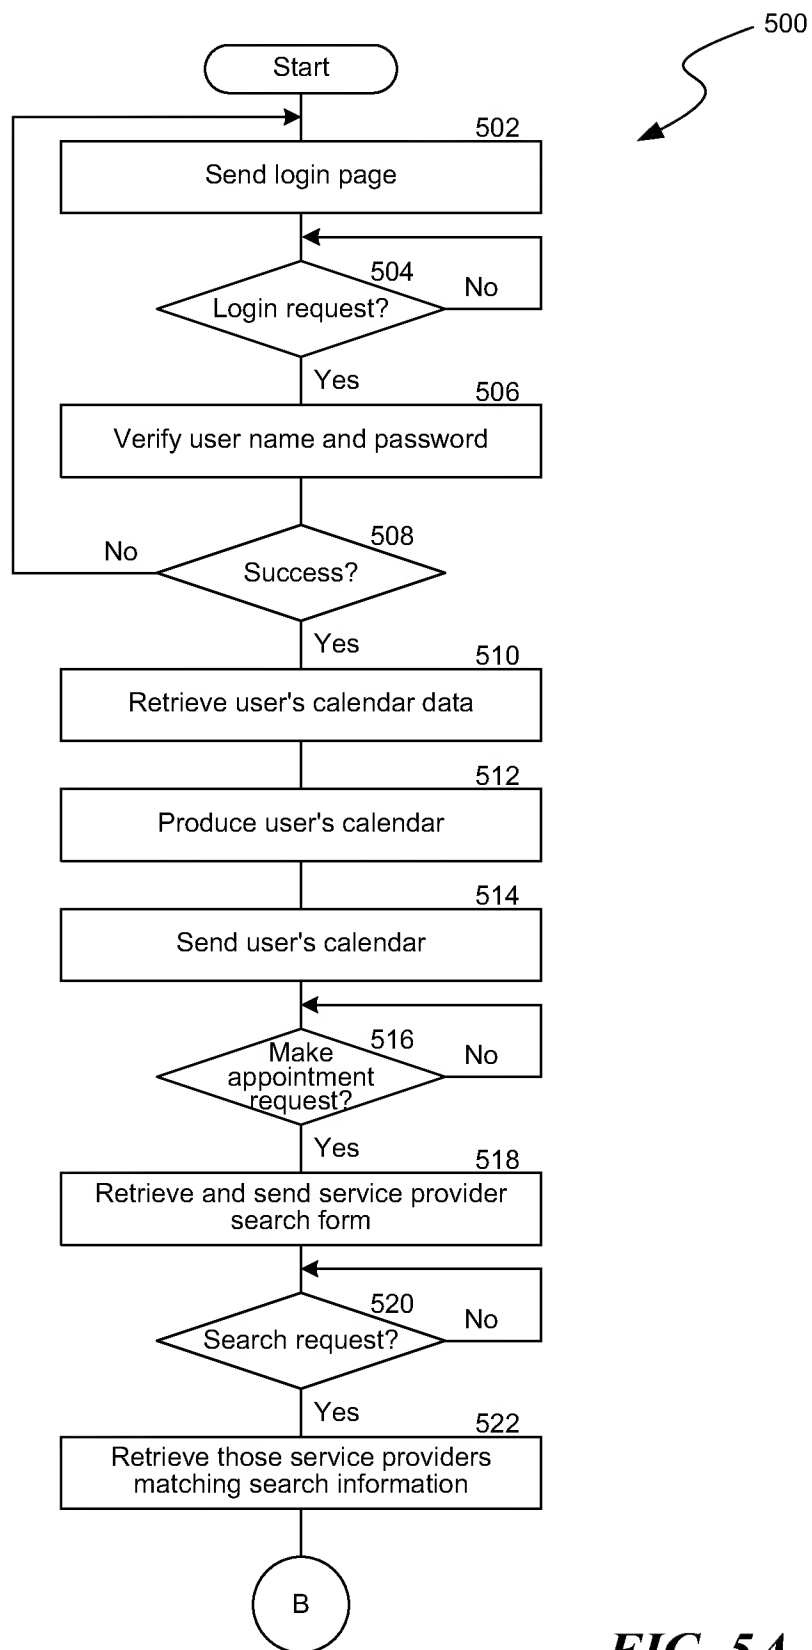 500
Start
502
Send login page
504
Login request?
No
Yes
506
Verify user name and password
508
Success?
No
Yes
510
Retrieve user's calendar data
512
Produce user's calendar
514
Send user's calendar
516
Make
appointment
request?
No
Yes
518
Retrieve and send service provider
search form
520
Search request?
No
Yes
522
Retrieve those service providers
matching search information
B
FIG. 5A